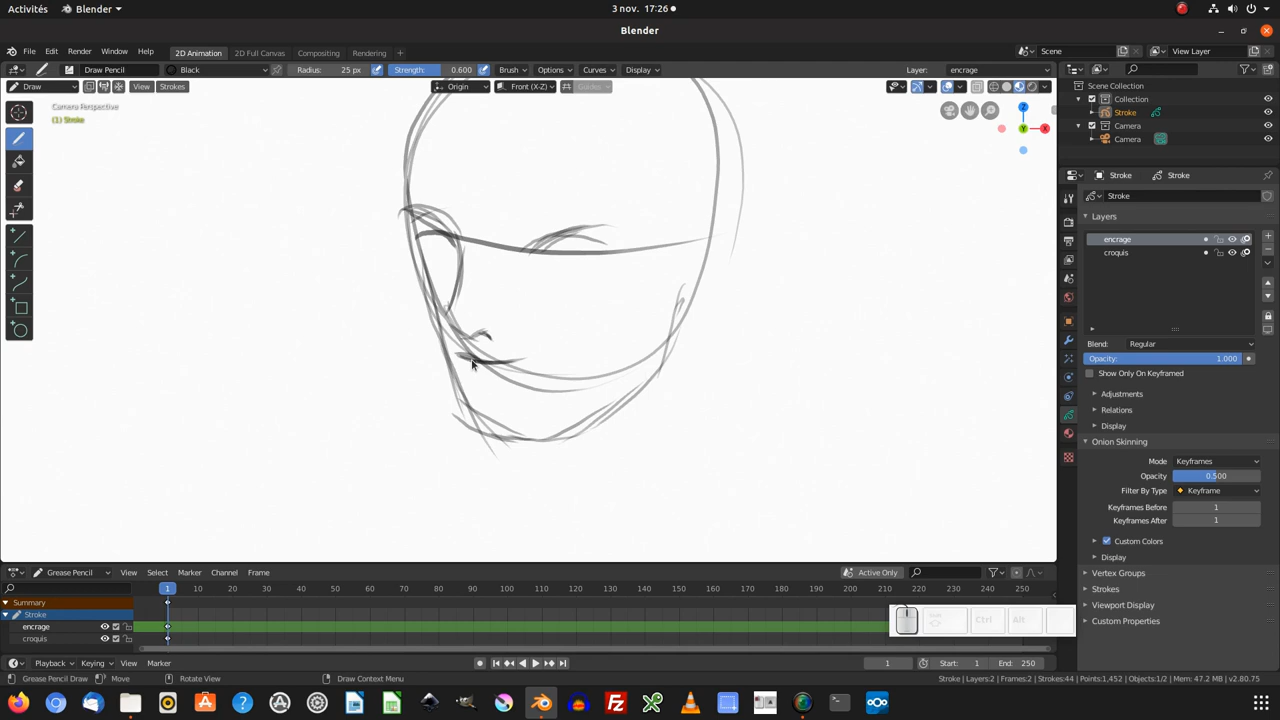 Activités
Blender
3 nov. 17:26
Blender
File Edit Render Window Help
2D Animation 2D Full Canvas Compositing Rendering +
Scene
View Layer
Draw Pencil
Black
Radius: 25 px
Strength: 0.600
Brush Options Curves Display
Layer: encrage
Draw
View Strokes
Origin
Front (X-Z)
Guides
Camera Perspective
(1) Stroke
Z
Y
X
Scene Collection
Collection
Stroke
Camera
Camera
Stroke
Stroke
Stroke
Layers
encrage
croquis
Blend: Regular
Opacity: 1.000
Show Only On Keyframed
Adjustments
Relations
Display
Onion Skinning
Mode Keyframes
Opacity 0.500
Filter By Type Keyframe
Keyframes Before 1
Keyframes After 1
Custom Colors
Display
Vertex Groups
Strokes
Viewport Display
Custom Properties
Grease Pencil
View Select Marker Channel Frame
Active Only
1 10 20 30 40 50 60 70 80 90 100 110 120 130 140 150 160 170 180 190 200 210 220 230 240 250
Summary
Stroke
encrage
croquis
Ctrl Alt
Playback Keying View Marker
1
Start: 1
End: 250
Grease Pencil Draw
Move
Rotate View
Draw Context Menu
Stroke | Layers:2 | Frames:2 | Strokes:44 | Points:1,452 | Objects:1/2 | Mem: 47.2 MB | v2.80.75